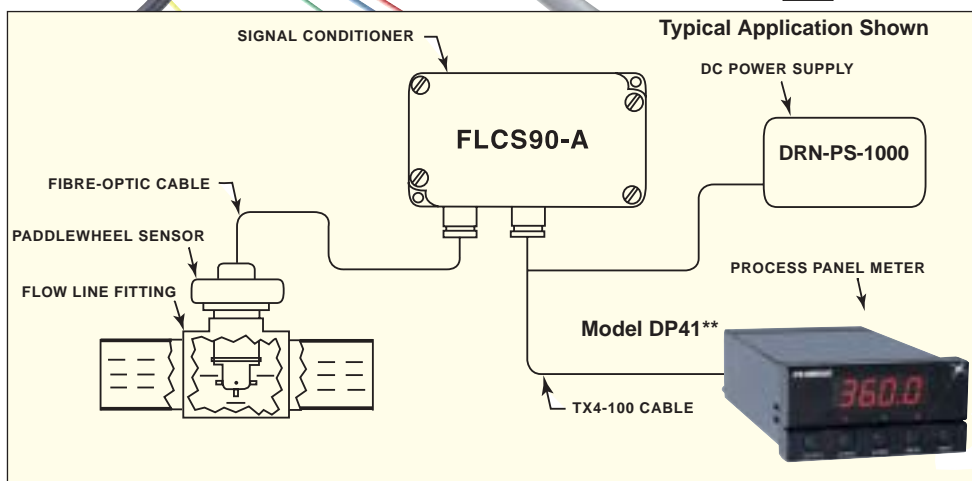 Typical Application Shown
SIGNAL CONDITIONER
DC POWER SUPPLY
FLCS90-A
DRN-PS-1000
FIBRE-OPTIC CABLE
PADDLEWHEEL SENSOR
PROCESS PANEL METER
FLOW LINE FITTING
Model DP41**
360.0
TX4-100 CABLE